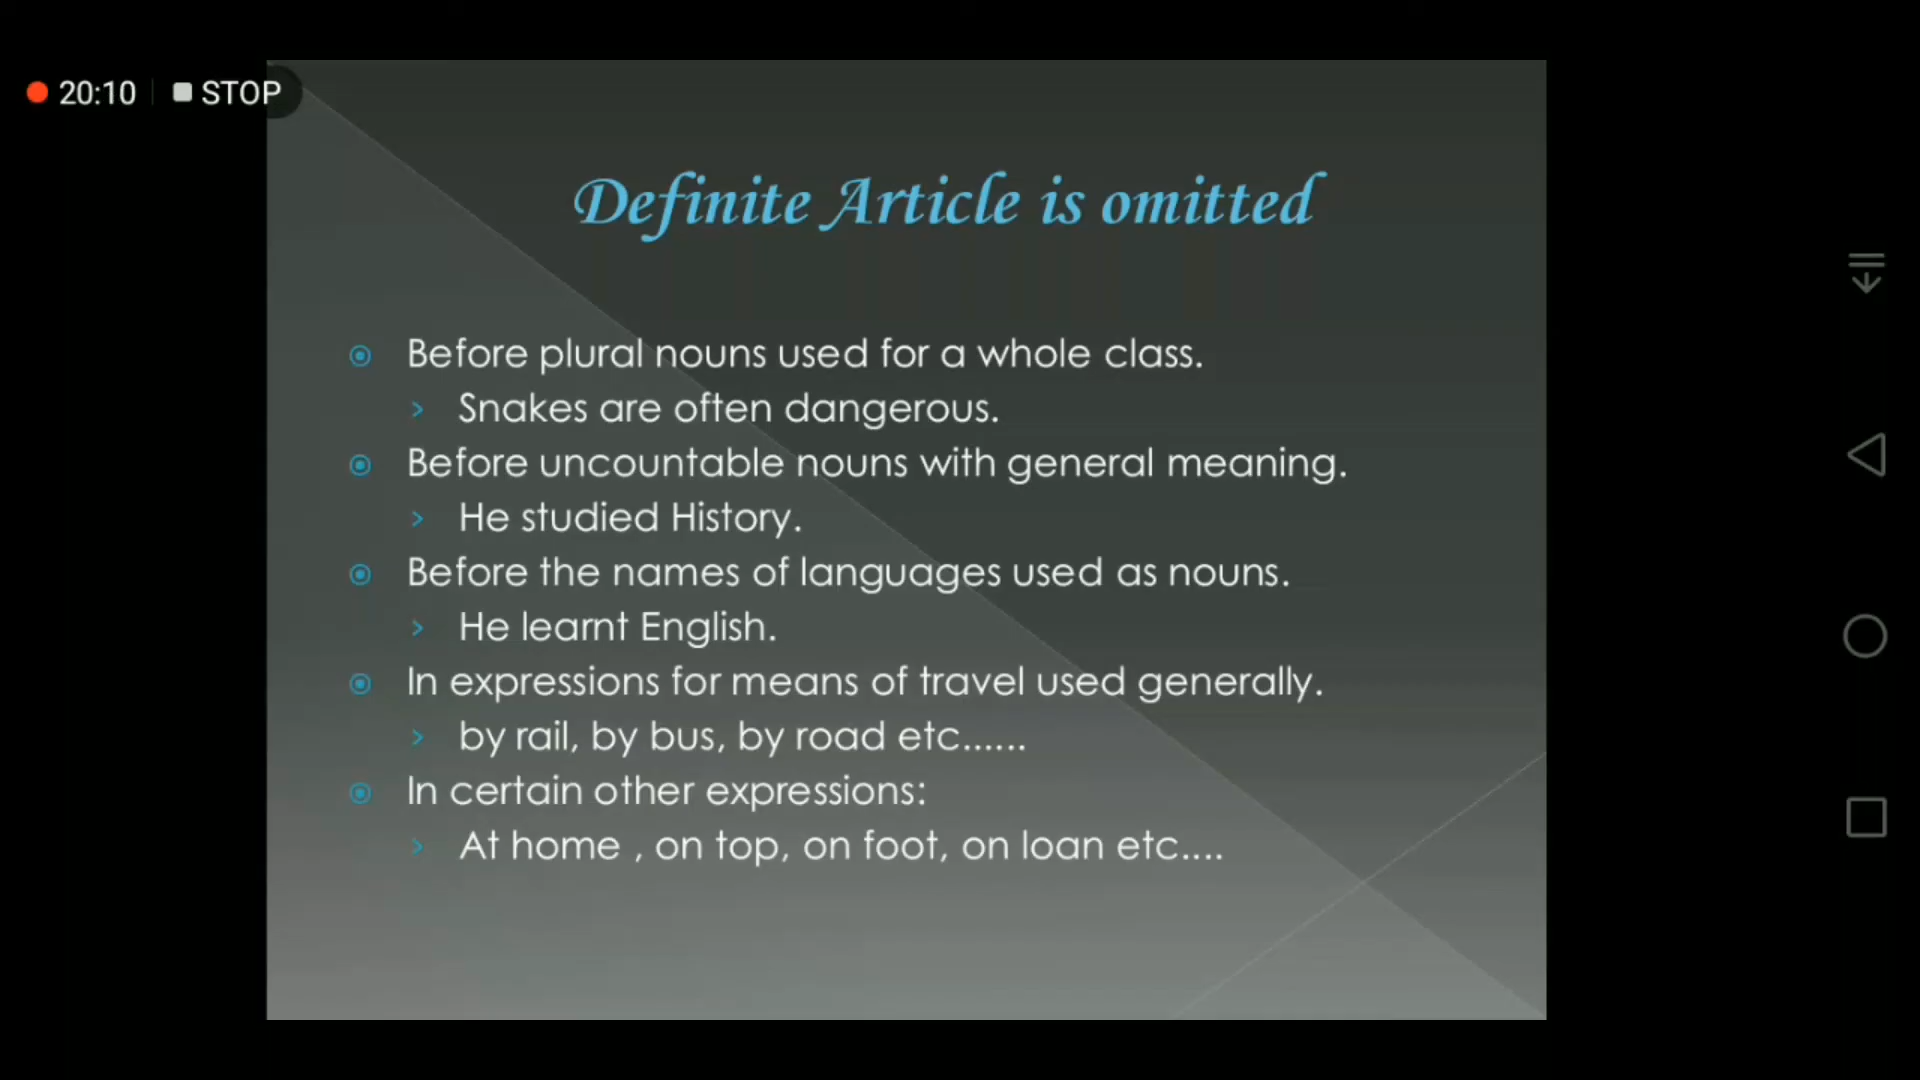 20:10 STOP
Definite Article is omitted
Before plural nouns used for a whole class.
Snakes are often dangerous.
Before uncountable nouns with general meaning.
He studied History.
Before the names of languages used as nouns.
He learnt English.
In expressions for means of travel used generally.
by rail, by bus, by road etc......
In certain other expressions:
At home , on top, on foot, on loan etc....